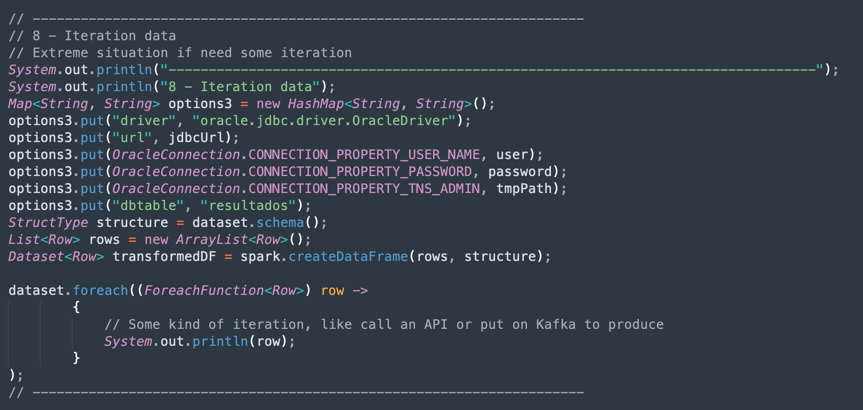 // ---------------------------------------------------------------------
// 8 - Iteration data
// Extreme situation if need some iteration
System.out.println("---------------------------------------------------------------------------------");
System.out.println("8 - Iteration data");
Map<String, String> options3 = new HashMap<String, String>();
options3.put("driver", "oracle.jdbc.driver.OracleDriver");
options3.put("url", jdbcUrl);
options3.put(OracleConnection.CONNECTION_PROPERTY_USER_NAME, user);
options3.put(OracleConnection.CONNECTION_PROPERTY_PASSWORD, password);
options3.put(OracleConnection.CONNECTION_PROPERTY_TNS_ADMIN, tmpPath);
options3.put("dbtable", "resultados");
StructType structure = dataset.schema();
List<Row> rows = new ArrayList<Row>();
Dataset<Row> transformedDF = spark.createDataFrame(rows, structure);
dataset.foreach((ForeachFunction<Row>) row ->
{
// Some kind of iteration, like call an API or put on Kafka to produce
System.out.println(row);
}
);
// ---------------------------------------------------------------------